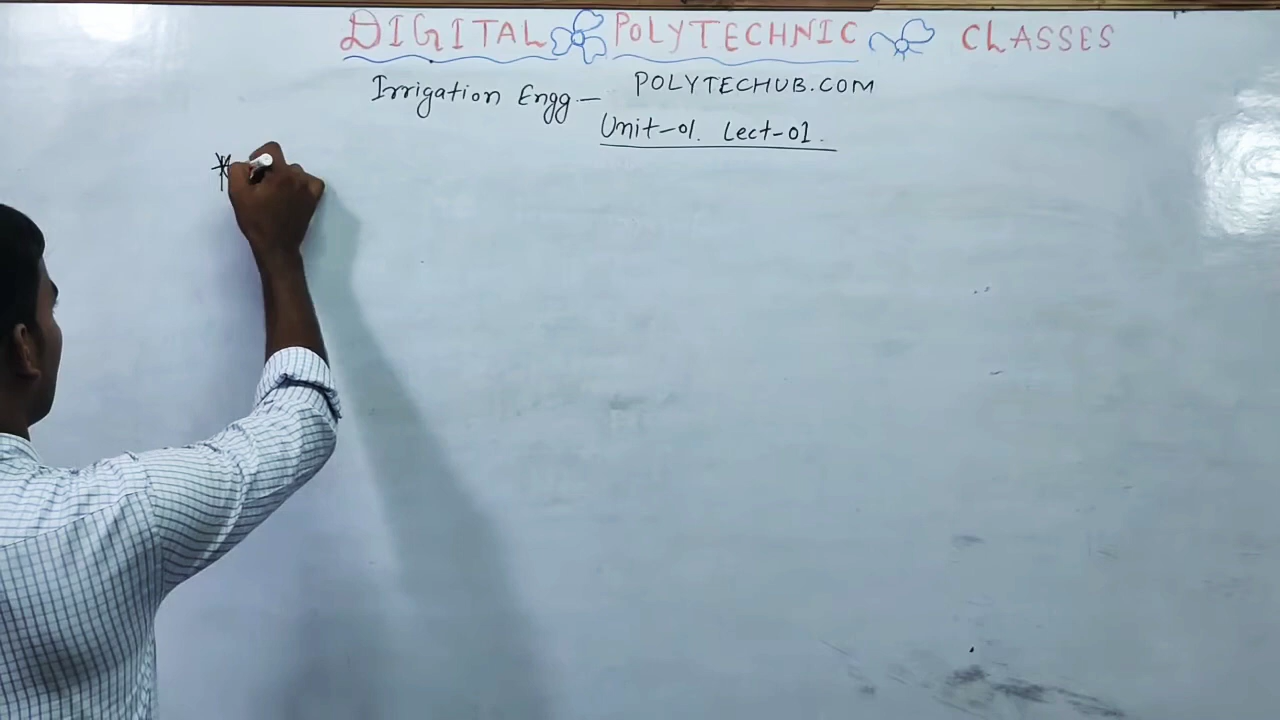 DIGITAL POLYTECHNIC CLASSES
Irrigation Engg.— POLYTECHUB.COM
Unit-01. Lect-01.
*